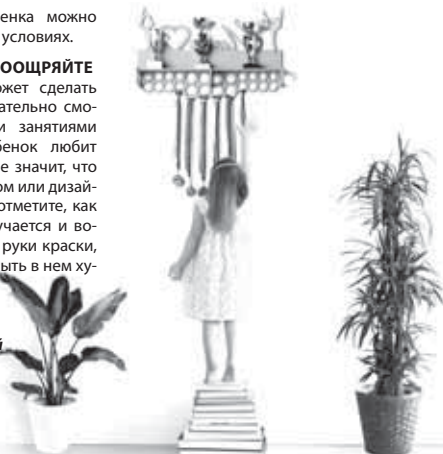 енка можно
условиях.
ООЩРЯЙТЕ
ожет сделать
ательно смо-
и занятиями
бенок любит
е значит, что
ом или дизай-
отметите, как
учается и во-
руки краски,
ыть в нем ху-
й